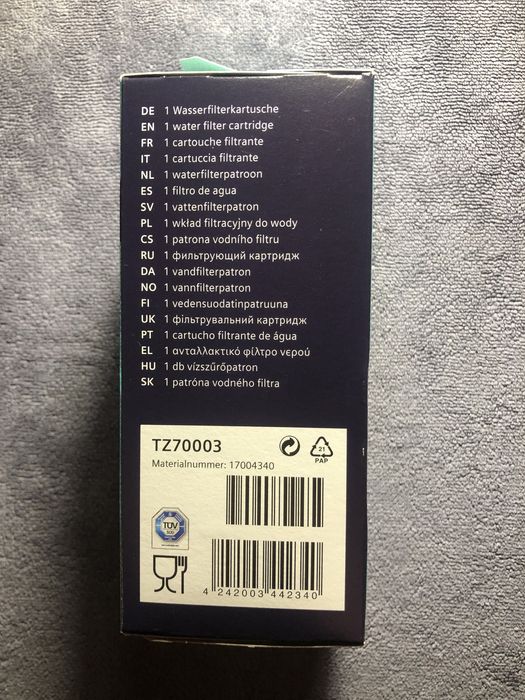 DE 1 Wasserfilterkartusche
EN 1 water filter cartridge
FR 1 cartouche filtrante
IT 1 cartuccia filtrante
NL 1 waterfilterpatroon
ES 1 filtro de agua
SV 1 vattenfilterpatron
PL 1 wkład filtracyjny do wody
CS 1 patrona vodního filtru
RU 1 фильтрующий картридж
DA 1 vandfilterpatron
NO 1 vannfilterpatron
FI 1 vedensuodatinpatruuna
UK 1 фільтрувальний картридж
PT 1 cartucho filtrante de água
EL 1 ανταλλακτικό φίλτρο νερού
HU 1 db vízszűrőpatron
SK 1 patróna vodného filtra
TZ70003
Materialnummer: 17004340
21
PAP
TÜV
SÜD
4 242003 442340